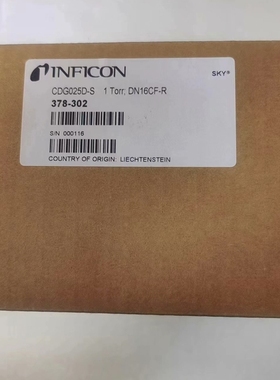 INFICON SKY®
CDG025D-S 1 Torr: DN16CF-R
378-302
S/N 000116
COUNTRY OF ORIGIN: LIECHTENSTEIN